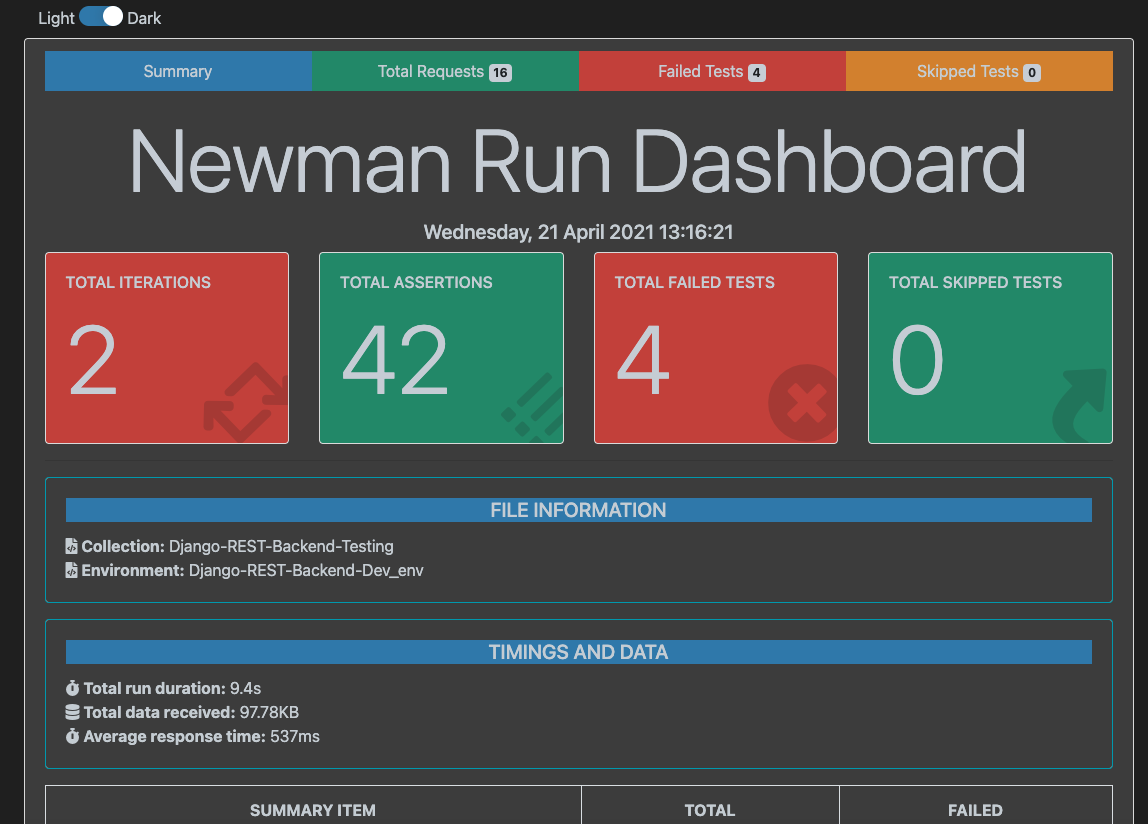 Light Dark
Summary Total Requests 16 Failed Tests 4 Skipped Tests 0
Newman Run Dashboard
Wednesday, 21 April 2021 13:16:21
TOTAL ITERATIONS
2
TOTAL ASSERTIONS
42
TOTAL FAILED TESTS
4
TOTAL SKIPPED TESTS
0
FILE INFORMATION
Collection: Django-REST-Backend-Testing
Environment: Django-REST-Backend-Dev_env
TIMINGS AND DATA
Total run duration: 9.4s
Total data received: 97.78KB
Average response time: 537ms
SUMMARY ITEM TOTAL FAILED